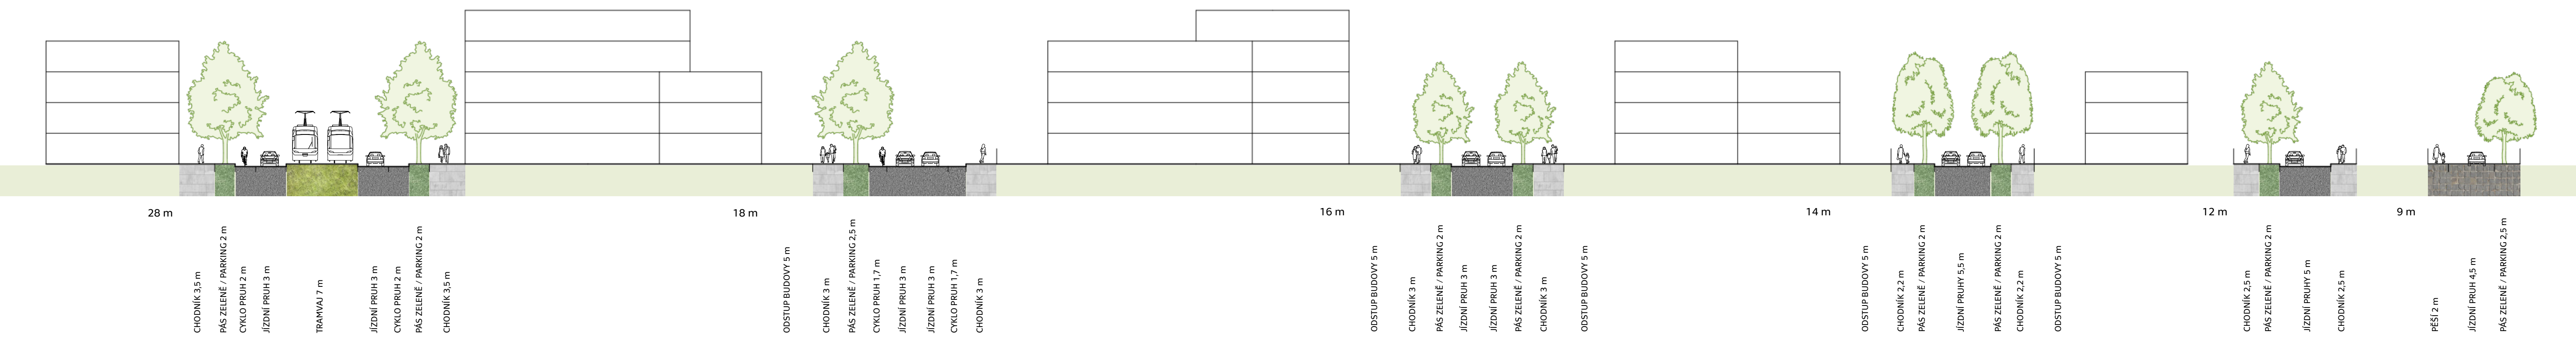 28 m
CHODNÍK 3,5 m
PÁS ZELENĚ / PARKING 2 m
CYKLO PRUH 2 m
JÍZDNÍ PRUH 3 m
TRAMVAJ 7 m
JÍZDNÍ PRUH 3 m
CYKLO PRUH 2 m
PÁS ZELENĚ / PARKING 2 m
CHODNÍK 3,5 m
18 m
ODSTUP BUDOVY 5 m
CHODNÍK 3 m
PÁS ZELENĚ / PARKING 2,5 m
CYKLO PRUH 1,7 m
JÍZDNÍ PRUH 3 m
JÍZDNÍ PRUH 3 m
CYKLO PRUH 1,7 m
CHODNÍK 3 m
16 m
ODSTUP BUDOVY 5 m
CHODNÍK 3 m
PÁS ZELENĚ / PARKING 2 m
JÍZDNÍ PRUH 3 m
JÍZDNÍ PRUH 3 m
PÁS ZELENĚ / PARKING 2 m
CHODNÍK 3 m
ODSTUP BUDOVY 5 m
14 m
ODSTUP BUDOVY 5 m
CHODNÍK 2,2 m
PÁS ZELENĚ / PARKING 2 m
JÍZDNÍ PRUHY 5,5 m
PÁS ZELENĚ / PARKING 2 m
CHODNÍK 2,2 m
ODSTUP BUDOVY 5 m
12 m
CHODNÍK 2,5 m
PÁS ZELENĚ / PARKING 2 m
JÍZDNÍ PRUHY 5 m
CHODNÍK 2,5 m
9 m
PĚŠÍ 2 m
JÍZDNÍ PRUH 4,5 m
PÁS ZELENĚ / PARKING 2,5 m